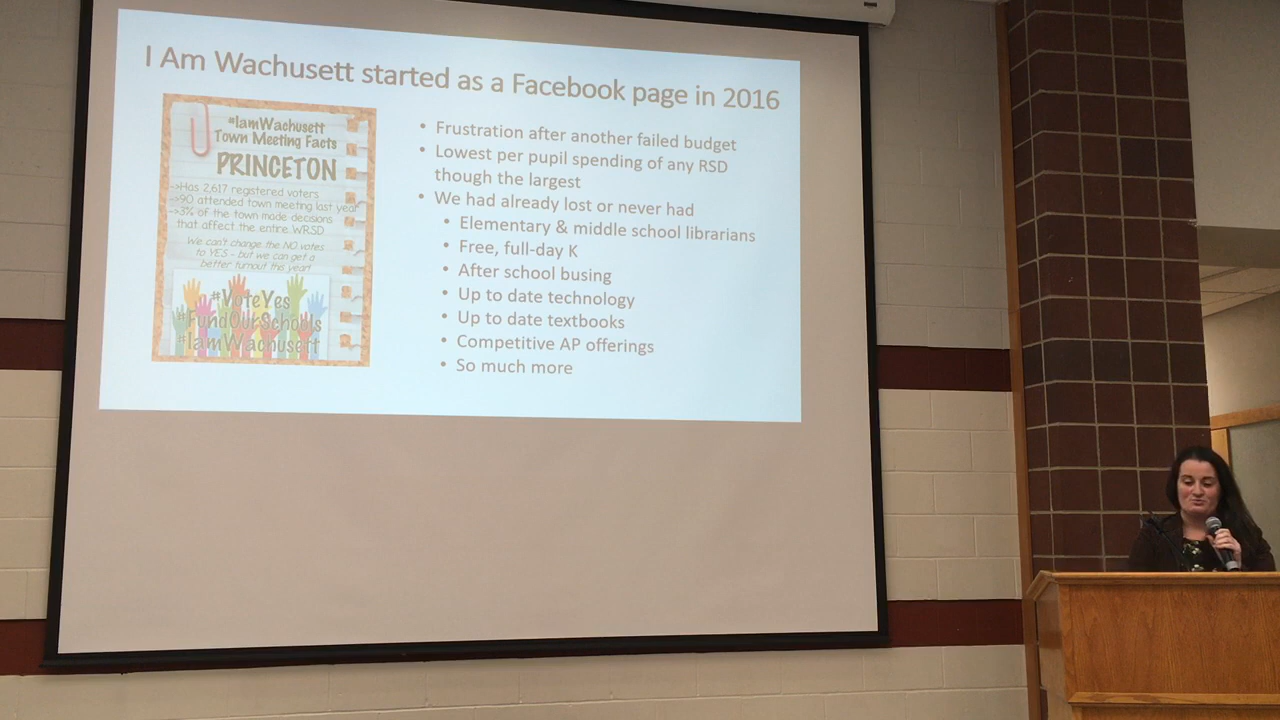 I Am Wachusett started as a Facebook page in 2016
#IamWachusett
Town Meeting Facts
PRINCETON
->Has 2,617 registered voters
->90 attended town meeting last year
->3% of the town made decisions
that affect the entire WRSD
We can't change the NO votes
to YES - but we can get a
better turnout this year!
#VoteYes
#FundOurSchools
#IamWachusett
• Frustration after another failed budget
• Lowest per pupil spending of any RSD
though the largest
• We had already lost or never had
• Elementary & middle school librarians
• Free, full-day K
• After school busing
• Up to date technology
• Up to date textbooks
• Competitive AP offerings
• So much more